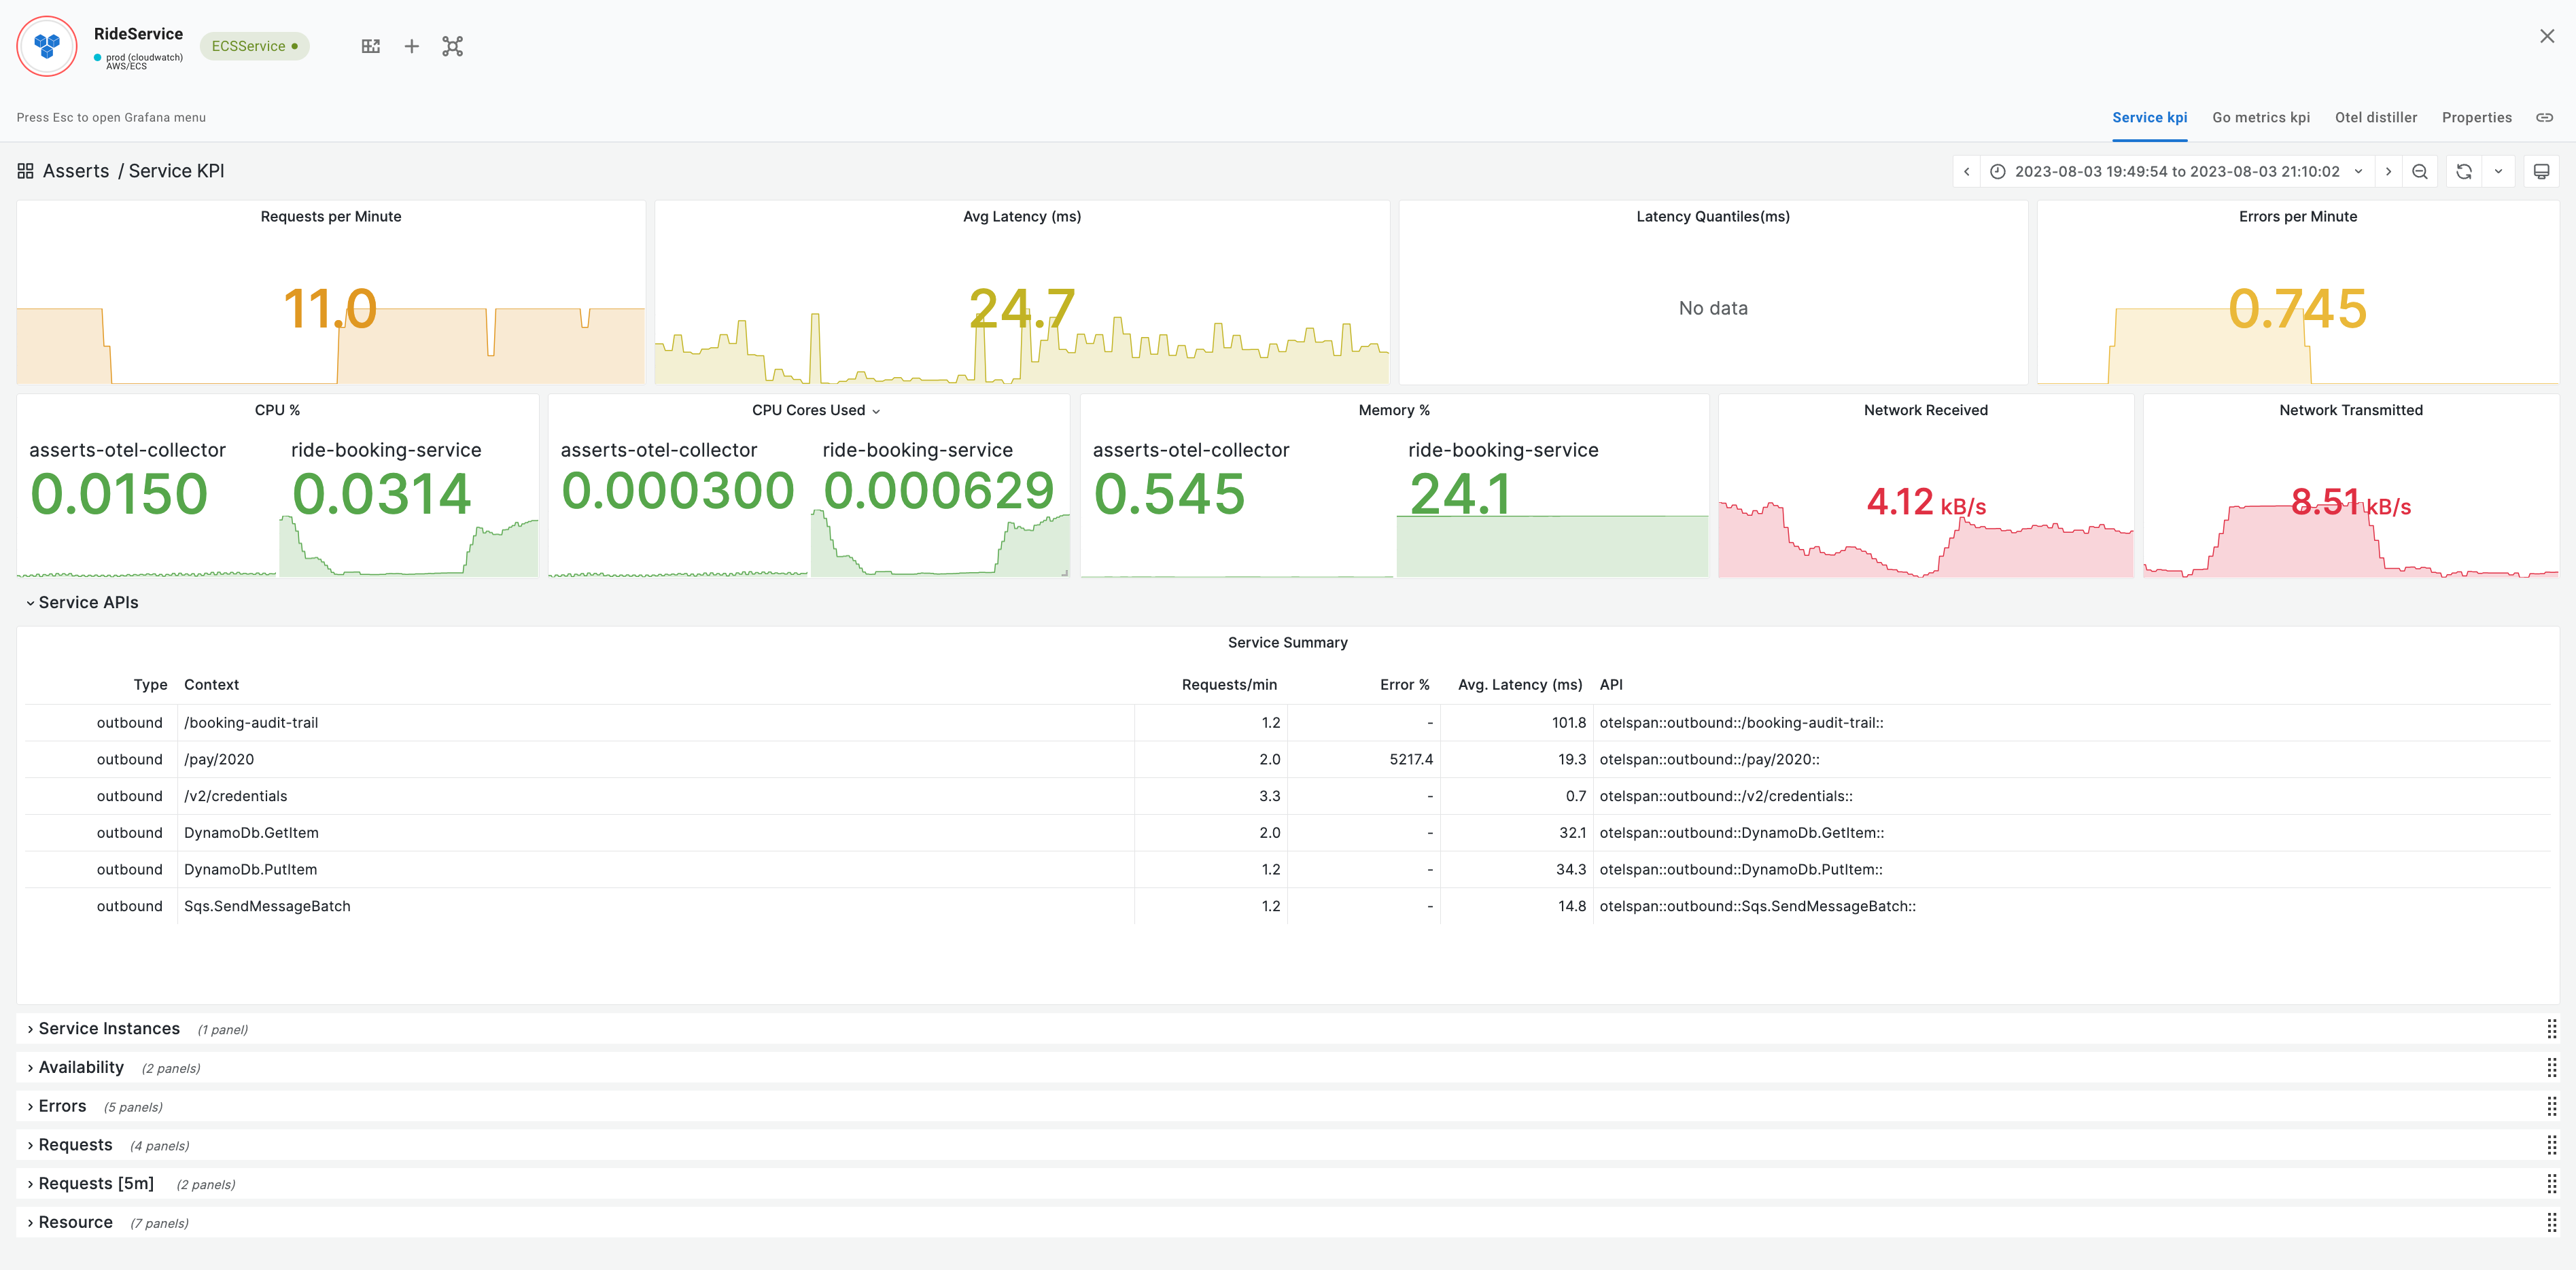 RideService
prod (cloudwatch)
AWS/ECS
ECSService
Press Esc to open Grafana menu
Service kpi
Go metrics kpi
Otel distiller
Properties
Asserts / Service KPI
2023-08-03 19:49:54 to 2023-08-03 21:10:02
Requests per Minute
11.0
Avg Latency (ms)
24.7
Latency Quantiles(ms)
No data
Errors per Minute
0.745
CPU %
asserts-otel-collector
0.0150
ride-booking-service
0.0314
CPU Cores Used
asserts-otel-collector
0.000300
ride-booking-service
0.000629
Memory %
asserts-otel-collector
0.545
ride-booking-service
24.1
Network Received
4.12 kB/s
Network Transmitted
8.51 kB/s
Service APIs
Service Summary
Type Context Requests/min Error % Avg. Latency (ms) API
outbound /booking-audit-trail 1.2 - 101.8 otelspan::outbound::/booking-audit-trail::
outbound /pay/2020 2.0 5217.4 19.3 otelspan::outbound::/pay/2020::
outbound /v2/credentials 3.3 - 0.7 otelspan::outbound::/v2/credentials::
outbound DynamoDb.GetItem 2.0 - 32.1 otelspan::outbound::DynamoDb.GetItem::
outbound DynamoDb.PutItem 1.2 - 34.3 otelspan::outbound::DynamoDb.PutItem::
outbound Sqs.SendMessageBatch 1.2 - 14.8 otelspan::outbound::Sqs.SendMessageBatch::
Service Instances (1 panel)
Availability (2 panels)
Errors (5 panels)
Requests (4 panels)
Requests [5m] (2 panels)
Resource (7 panels)